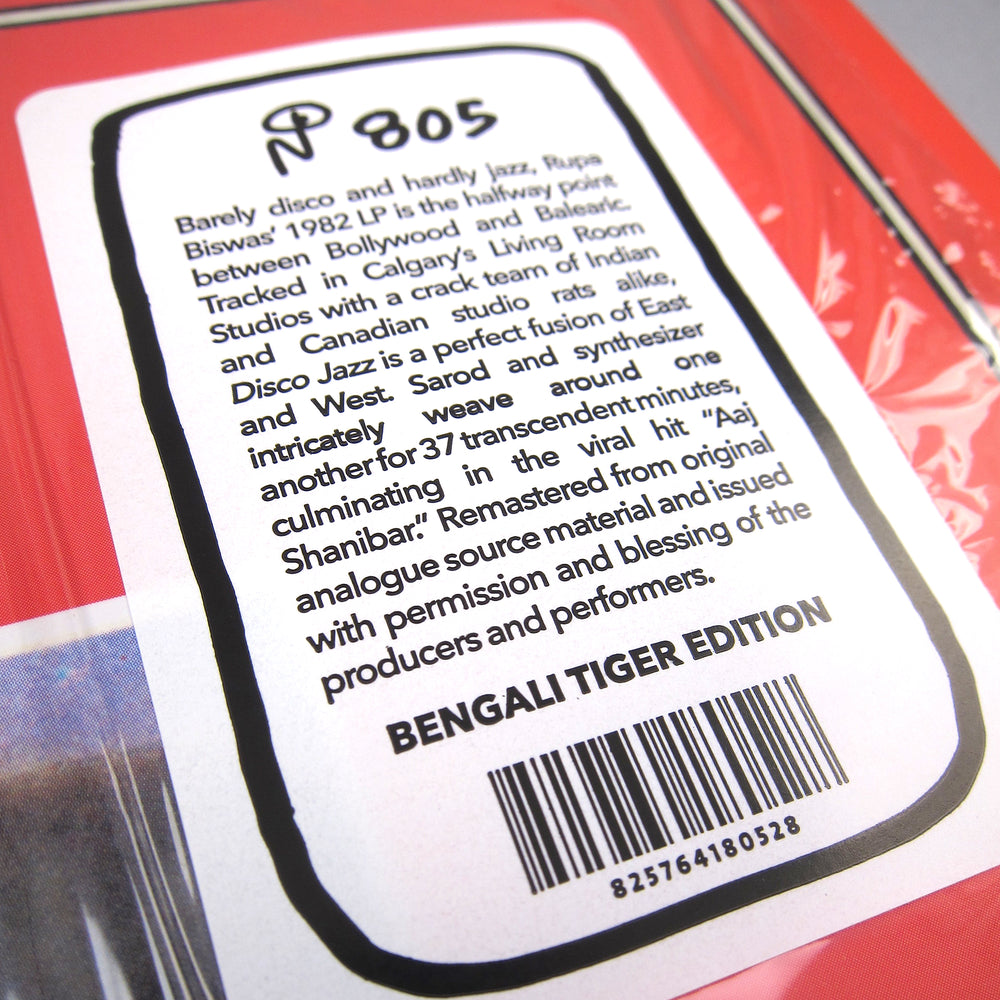 805
Barely disco and hardly jazz, Rupa
Biswas' 1982 LP is the halfway point
between Bollywood and Balearic.
Tracked in Calgary's Living Room
Studios with a crack team of Indian
and Canadian studio rats alike,
Disco Jazz is a perfect fusion of East
and West. Sarod and synthesizer
intricately weave around one
another for 37 transcendent minutes,
culminating in the viral hit "Aaj
Shanibar." Remastered from original
analogue source material and issued
with permission and blessing of the
producers and performers.
BENGALI TIGER EDITION
825764180528